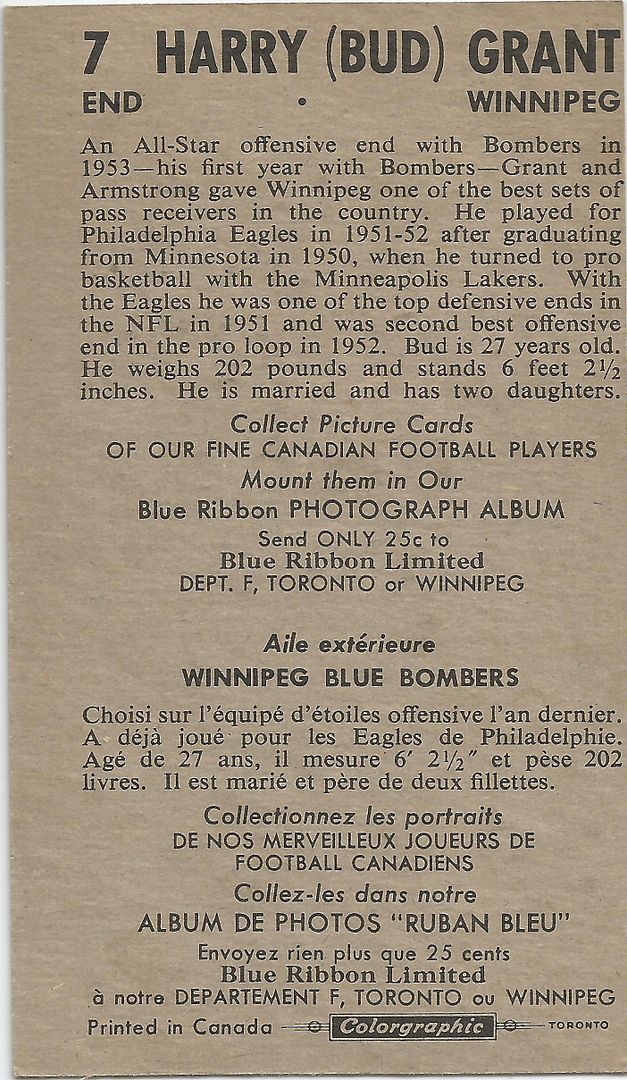 7 HARRY (BUD) GRANT
END • WINNIPEG
An All-Star offensive end with Bombers in
1953—his first year with Bombers—Grant and
Armstrong gave Winnipeg one of the best sets of
pass receivers in the country. He played for
Philadelphia Eagles in 1951-52 after graduating
from Minnesota in 1950, when he turned to pro
basketball with the Minneapolis Lakers. With
the Eagles he was one of the top defensive ends in
the NFL in 1951 and was second best offensive
end in the pro loop in 1952. Bud is 27 years old.
He weighs 202 pounds and stands 6 feet 2½
inches. He is married and has two daughters.
Collect Picture Cards
OF OUR FINE CANADIAN FOOTBALL PLAYERS
Mount them in Our
Blue Ribbon PHOTOGRAPH ALBUM
Send ONLY 25c to
Blue Ribbon Limited
DEPT. F, TORONTO or WINNIPEG
Aile extérieure
WINNIPEG BLUE BOMBERS
Choisi sur l'équipé d'étoiles offensive l'an dernier.
A déjà joué pour les Eagles de Philadelphie.
Agé de 27 ans, il mesure 6' 2½" et pèse 202
livres. Il est marié et père de deux fillettes.
Collectionnez les portraits
DE NOS MERVEILLEUX JOUEURS DE
FOOTBALL CANADIENS
Collez-les dans notre
ALBUM DE PHOTOS "RUBAN BLEU"
Envoyez rien plus que 25 cents
Blue Ribbon Limited
à notre DEPARTEMENT F, TORONTO ou WINNIPEG
Printed in Canada Colorgraphic TORONTO